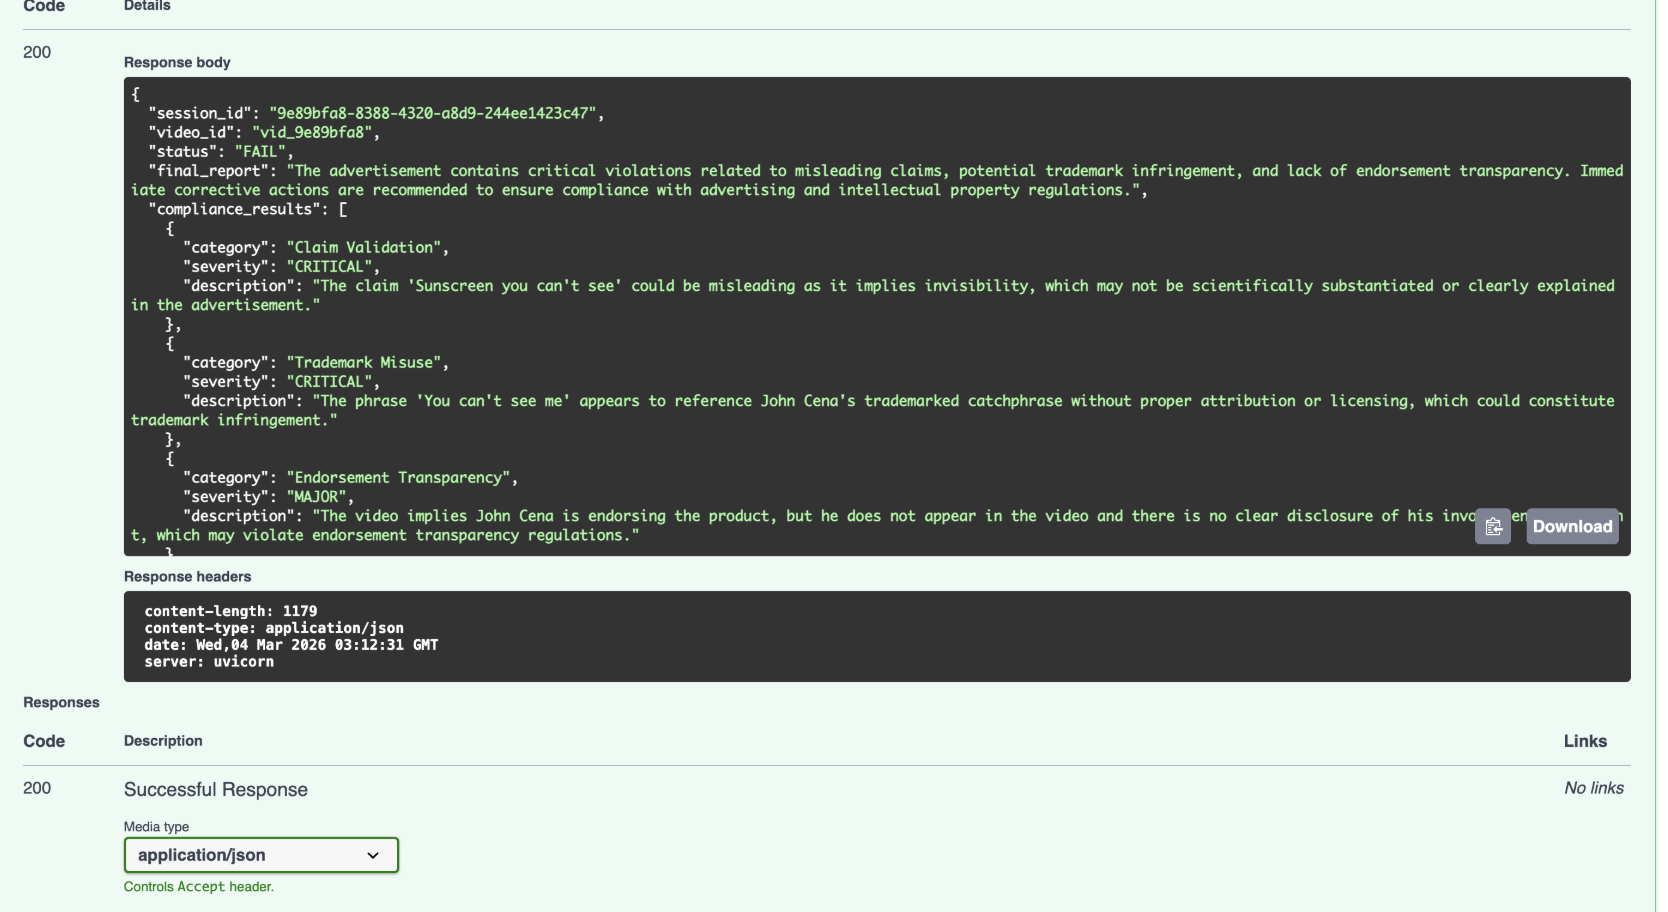 Code Details
200
Response body
{
"session_id": "9e89bfa8-8388-4320-a8d9-244ee1423c47",
"video_id": "vid_9e89bfa8",
"status": "FAIL",
"final_report": "The advertisement contains critical violations related to misleading claims, potential trademark infringement, and lack of endorsement transparency. Immed
iate corrective actions are recommended to ensure compliance with advertising and intellectual property regulations.",
"compliance_results": [
{
"category": "Claim Validation",
"severity": "CRITICAL",
"description": "The claim 'Sunscreen you can't see' could be misleading as it implies invisibility, which may not be scientifically substantiated or clearly explained
in the advertisement."
},
{
"category": "Trademark Misuse",
"severity": "CRITICAL",
"description": "The phrase 'You can't see me' appears to reference John Cena's trademarked catchphrase without proper attribution or licensing, which could constitute
trademark infringement."
},
{
"category": "Endorsement Transparency",
"severity": "MAJOR",
"description": "The video implies John Cena is endorsing the product, but he does not appear in the video and there is no clear disclosure of his
t, which may violate endorsement transparency regulations."
}
Download
Response headers
content-length: 1179
content-type: application/json
date: Wed,04 Mar 2026 03:12:31 GMT
server: uvicorn
Responses
Code Description Links
200 Successful Response No links
Media type
application/json
Controls Accept header.